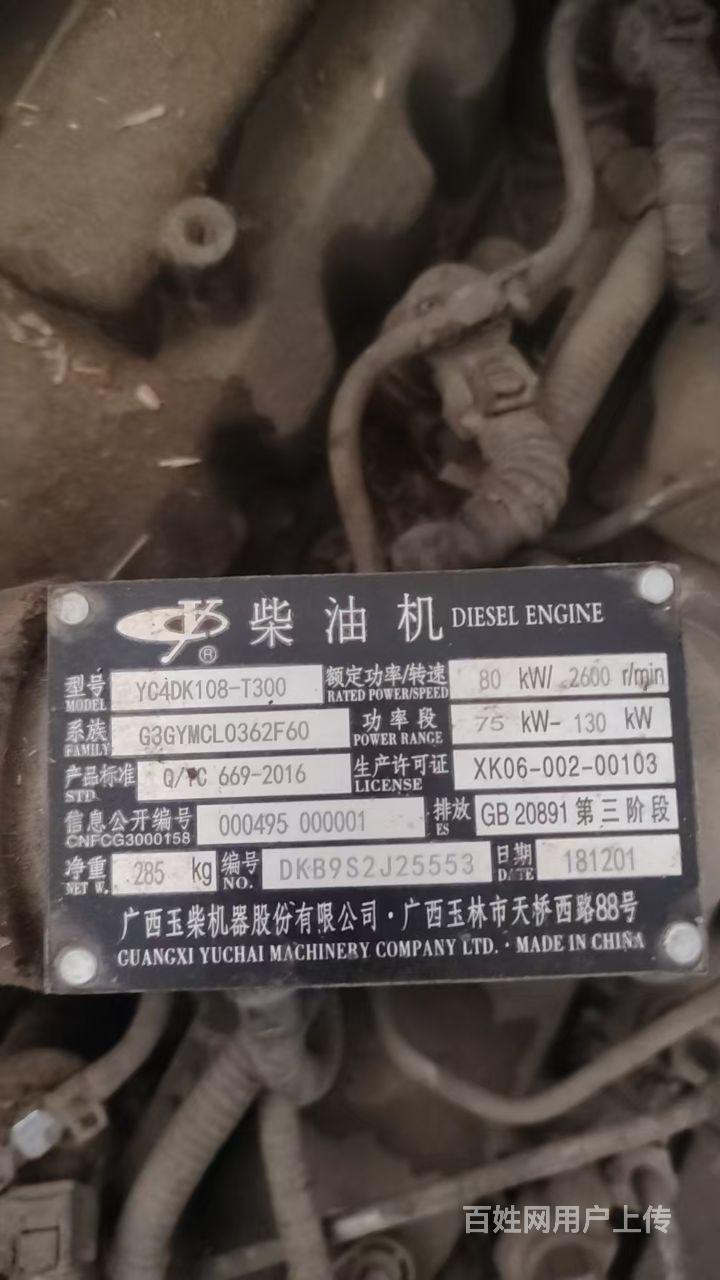 柴油机 DIESEL ENGINE
型号 MODEL YC4DK108-T300 额定功率/转速 RATED POWER/SPEED 80 kW/ 2600 r/min
系族 FAMILY G3GYMCL0362F60 功率段 POWER RANGE 75 kW- 130 kW
产品标准 STD. Q/YC 669-2016 生产许可证 LICENSE XK06-002-00103
信息公开编号 CNFCG3000158 000495 000001 排放 ES GB 20891 第三阶段
净重 NET W. 285 kg 编号 NO. DKB9S2J25553 日期 DATE 181201
广西玉柴机器股份有限公司·广西玉林市天桥西路88号
GUANGXI YUCHAI MACHINERY COMPANY LTD. · MADE IN CHINA
百姓网用户上传